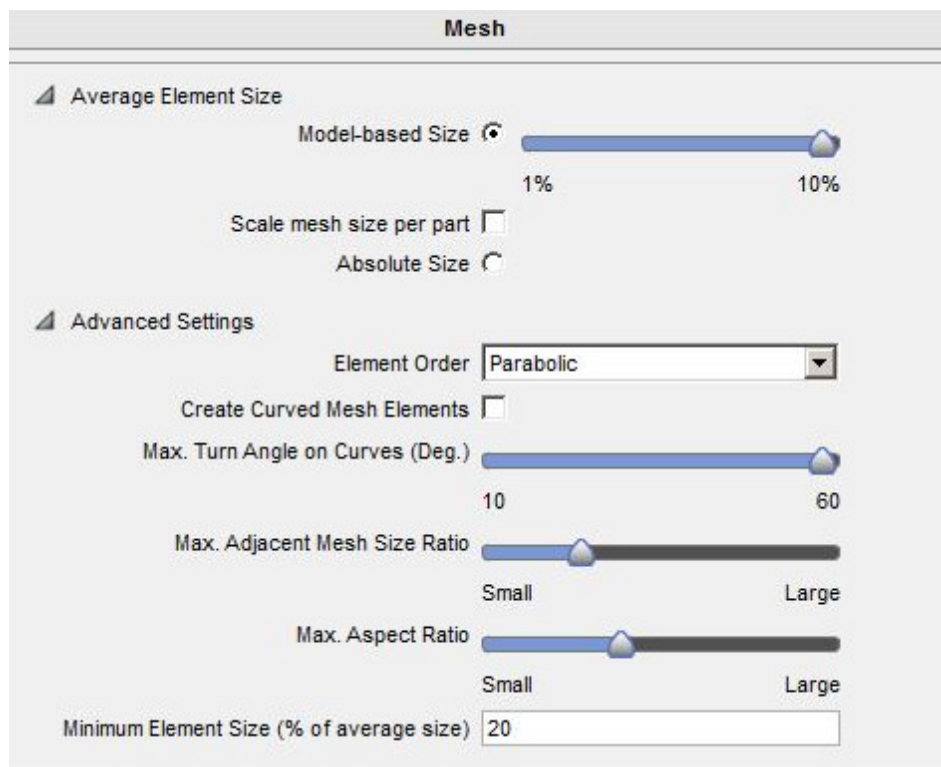 Mesh
Average Element Size
Model-based Size
1% 10%
Scale mesh size per part
Absolute Size
Advanced Settings
Element Order Parabolic
Create Curved Mesh Elements
Max. Turn Angle on Curves (Deg.)
10 60
Max. Adjacent Mesh Size Ratio
Small Large
Max. Aspect Ratio
Small Large
Minimum Element Size (% of average size) 20